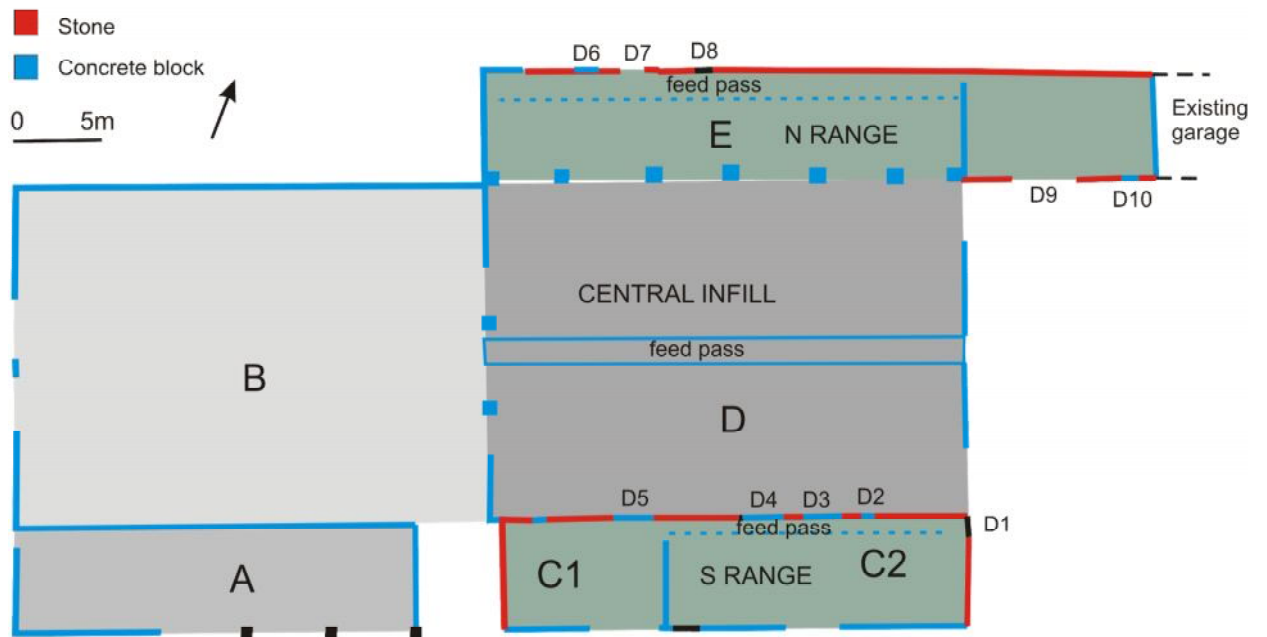 Stone
Concrete block
0 5m
D6 D7 D8
feed pass
E N RANGE
Existing
garage
D9 D10
CENTRAL INFILL
feed pass
B
D
D5 D4 D3 D2
feed pass
D1
A
C1
S RANGE
C2